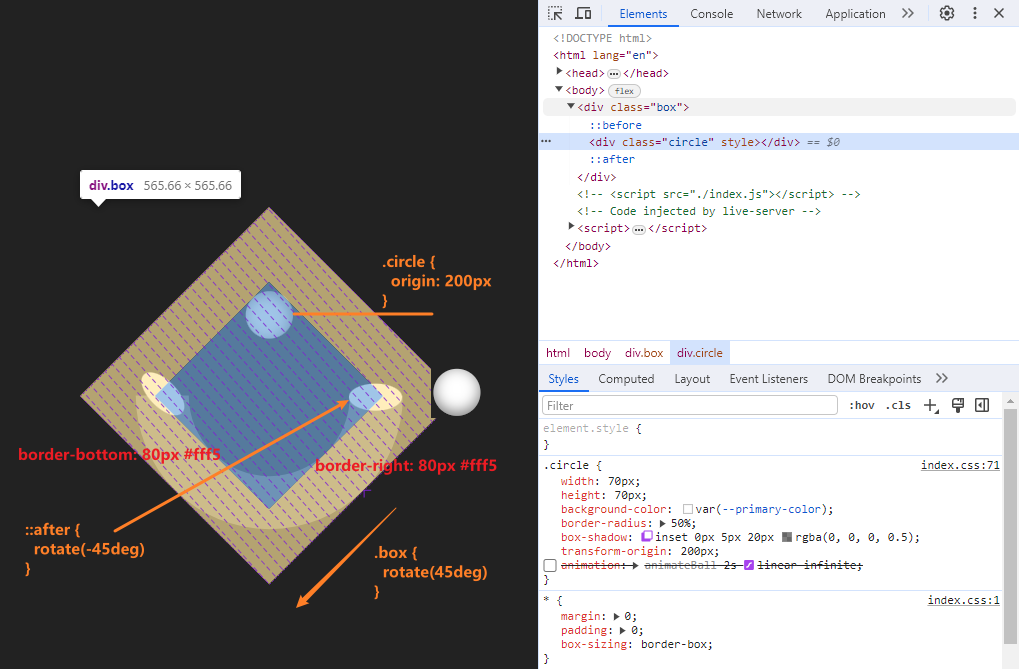 div.box 565.66 × 565.66
.circle {
origin: 200px
}
border-bottom: 80px #fff5
border-right: 80px #fff5
::after {
rotate(-45deg)
}
.box {
rotate(45deg)
}
Elements Console Network Application
<!DOCTYPE html>
<html lang="en">
<head> ••• </head>
<body> flex
<div class="box">
::before
••• <div class="circle" style></div> == $0
::after
</div>
<!-- <script src="./index.js"></script> -->
<!-- Code injected by live-server -->
<script> ••• </script>
</body>
</html>
html body div.box div.circle
Styles Computed Layout Event Listeners DOM Breakpoints
Filter :hov .cls
element.style {
}
.circle { index.css:71
width: 70px;
height: 70px;
background-color: var(--primary-color);
border-radius: 50%;
box-shadow: inset 0px 5px 20px rgba(0, 0, 0, 0.5);
transform-origin: 200px;
animation: animateBall 2s linear infinite;
}
* { index.css:1
margin: 0;
padding: 0;
box-sizing: border-box;
}